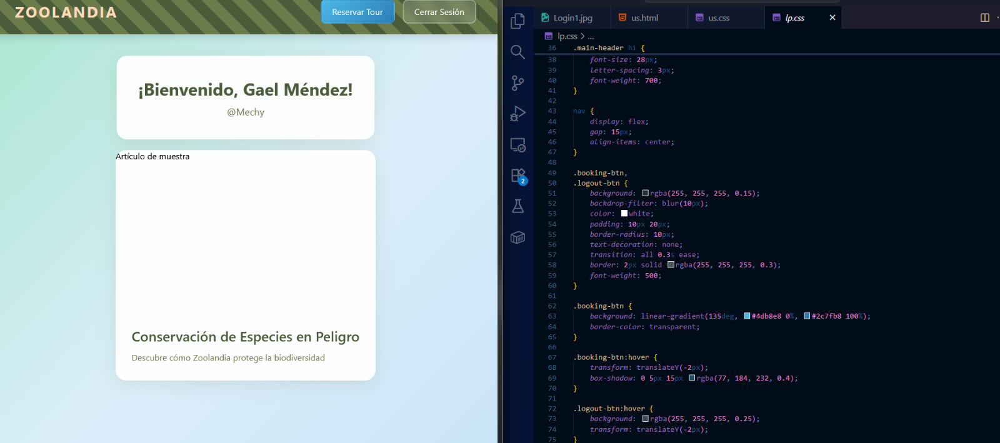 ZOOLANDIA
Reservar Tour
Cerrar Sesión
¡Bienvenido, Gael Méndez!
@Mechy
Artículo de muestra
Conservación de Especies en Peligro
Descubre cómo Zoolandia protege la biodiversidad
Login1.jpg
us.html
us.css
lp.css
lp.css > ...
36 .main-header h1 {
38 font-size: 28px;
39 letter-spacing: 3px;
40 font-weight: 700;
41 }
42
43 nav {
44 display: flex;
45 gap: 15px;
46 align-items: center;
47 }
48
49 .booking-btn,
50 .logout-btn {
51 background: rgba(255, 255, 255, 0.15);
52 backdrop-filter: blur(10px);
53 color: white;
54 padding: 10px 20px;
55 border-radius: 10px;
56 text-decoration: none;
57 transition: all 0.3s ease;
58 border: 2px solid rgba(255, 255, 255, 0.3);
59 font-weight: 500;
60 }
61
62 .booking-btn {
63 background: linear-gradient(135deg, #4db8e8 0%, #2c7fb8 100%);
64 border-color: transparent;
65 }
66
67 .booking-btn:hover {
68 transform: translateY(-2px);
69 box-shadow: 0 5px 15px rgba(77, 184, 232, 0.4);
70 }
71
72 .logout-btn:hover {
73 background: rgba(255, 255, 255, 0.25);
74 transform: translateY(-2px);
75 }
2